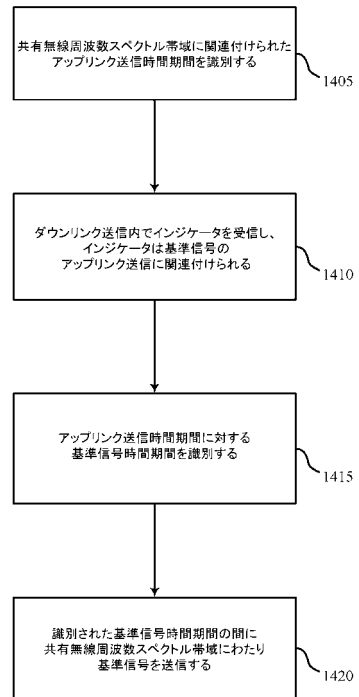 共有無線周波数スペクトル帯域に関連付けられた
アップリンク送信時間期間を識別する
1405
ダウンリンク送信内でインジケータを受信し、
インジケータは基準信号の
アップリンク送信に関連付けられる
1410
アップリンク送信時間期間に対する
基準信号時間期間を識別する
1415
識別された基準信号時間期間の間に
共有無線周波数スペクトル帯域にわたり
基準信号を送信する
1420